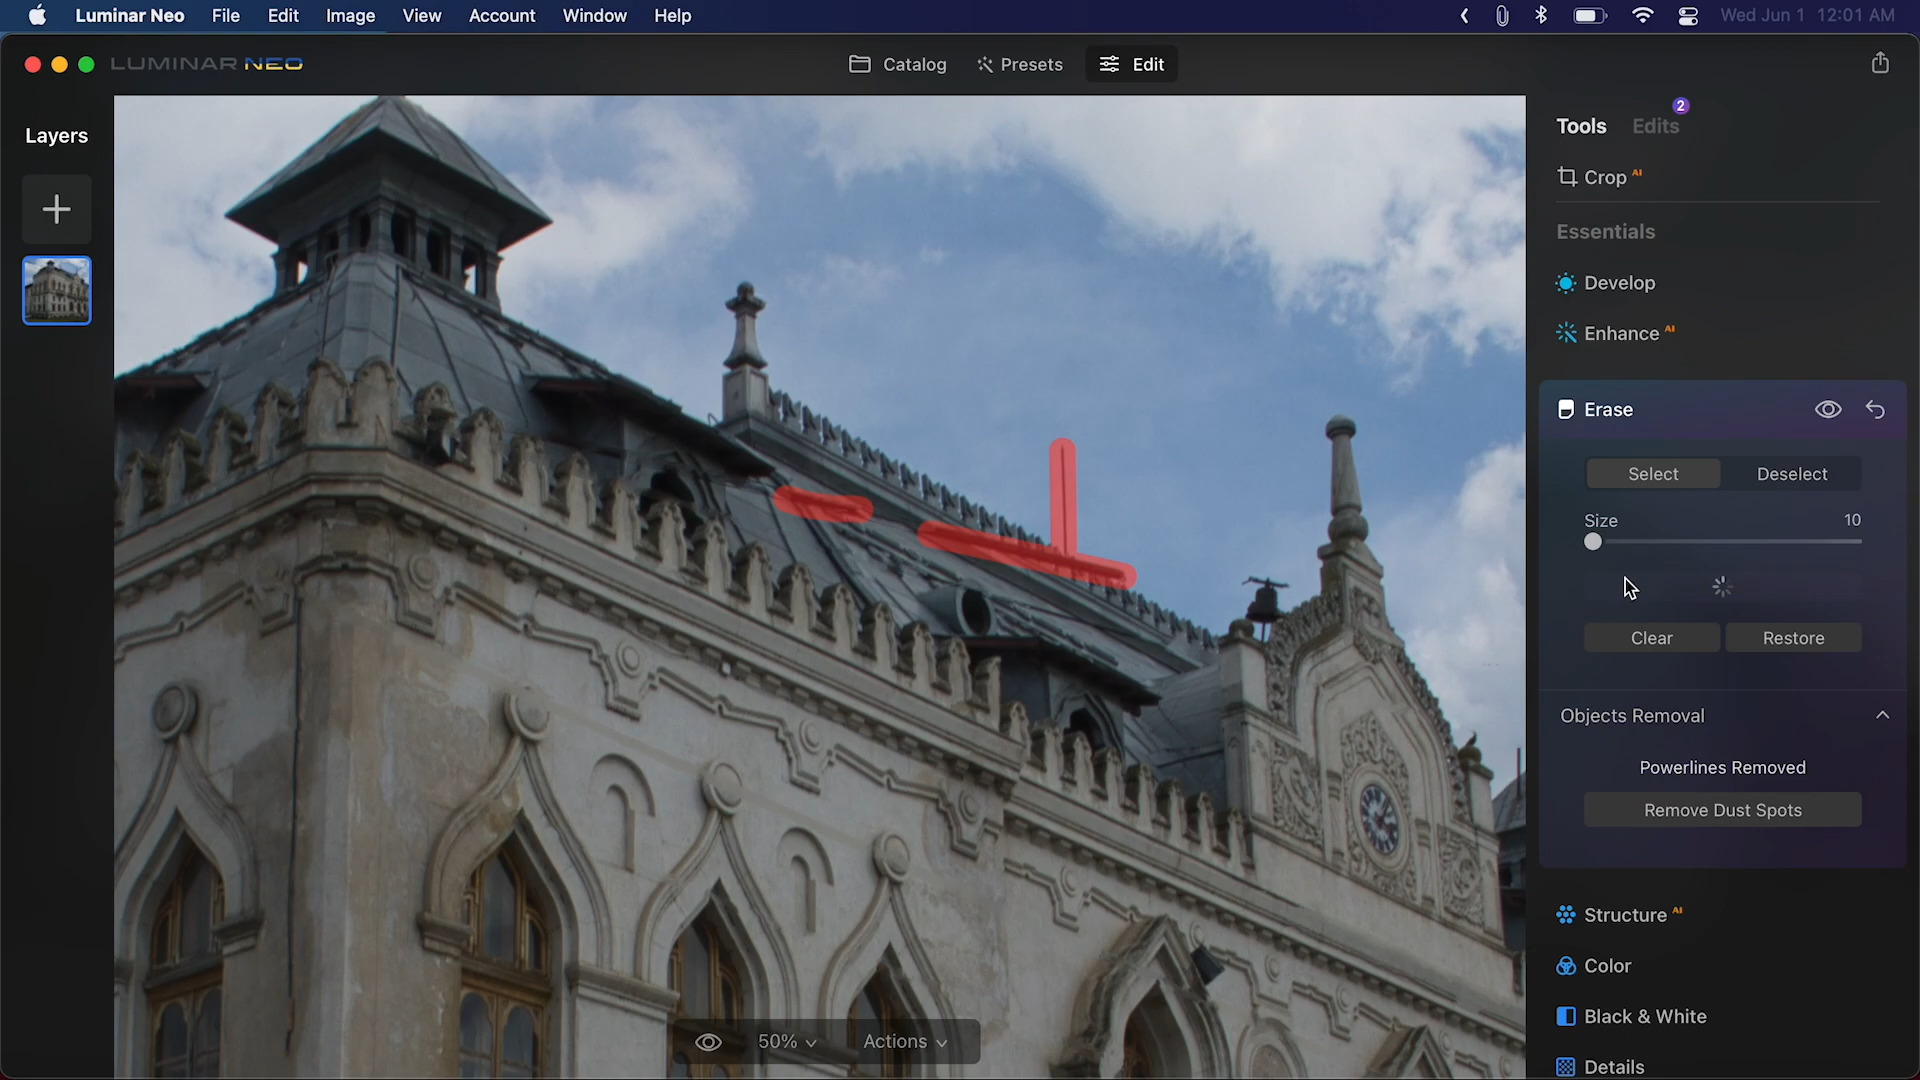 Luminar Neo File Edit Image View Account Window Help Wed Jun 1 12:01 AM
LUMINAR NEO Catalog Presets Edit
Layers
Tools Edits 2
Crop AI
Essentials
Develop
Enhance AI
Erase
Select Deselect
Size 10
Clear Restore
Objects Removal
Powerlines Removed
Remove Dust Spots
Structure AI
Color
Black & White
Details
50% Actions